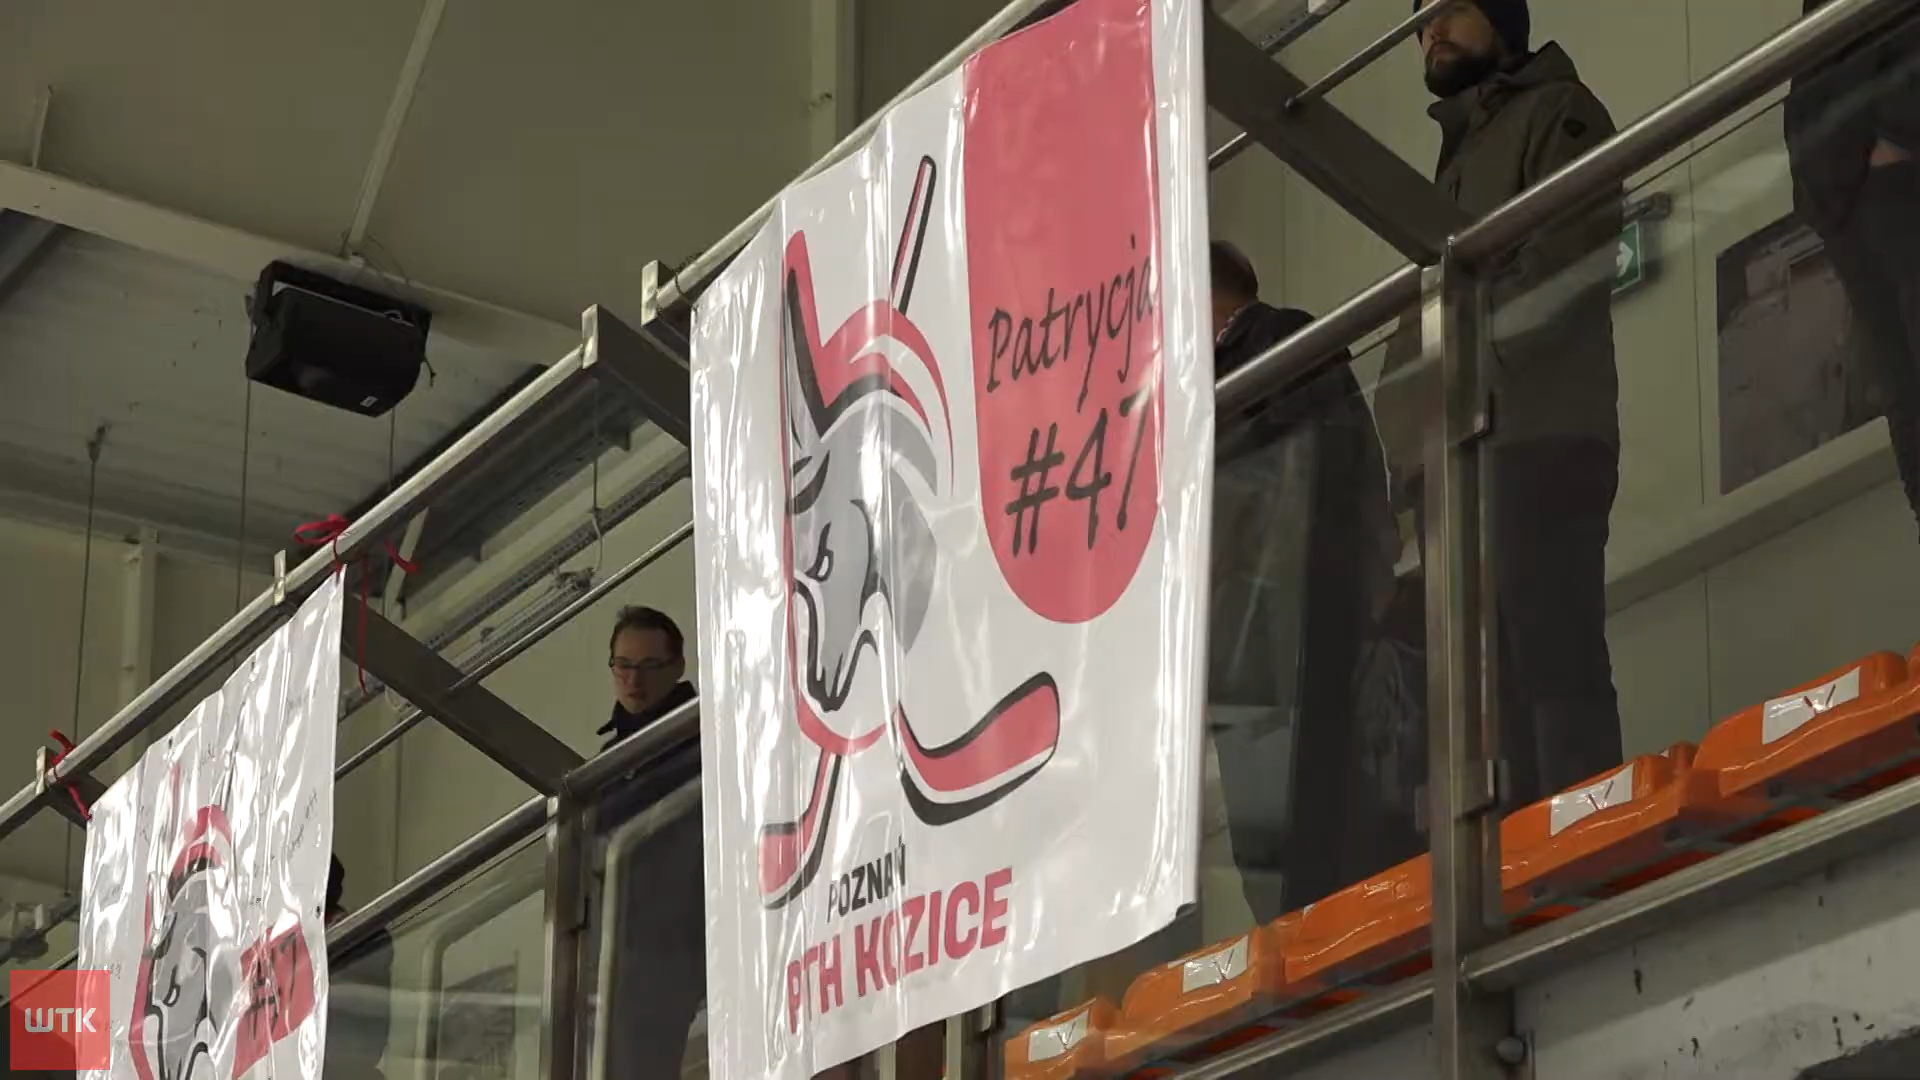 Patrycja
#47
POZNAŃ
PTH KOZICE
#47
WTK